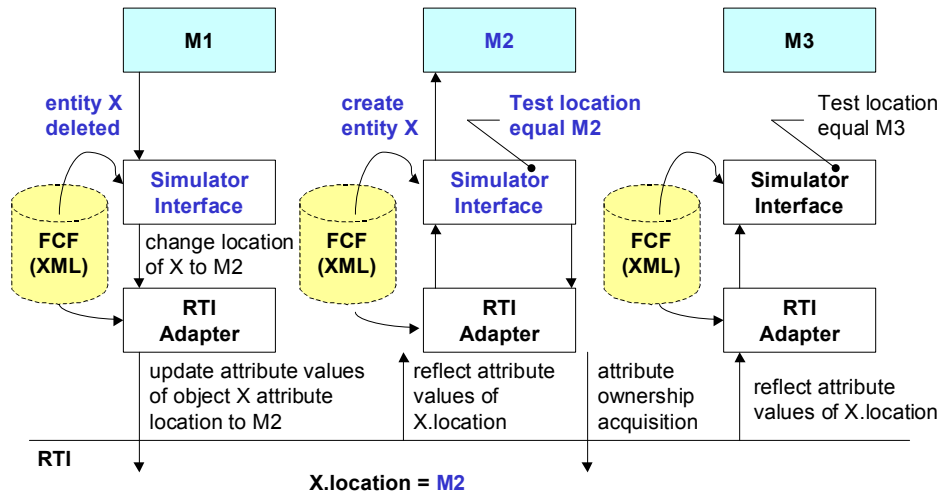 M1
M2
M3
entity X
deleted
create
entity X
Test location
equal M2
Test location
equal M3
Simulator
Interface
Simulator
Interface
Simulator
Interface
FCF
(XML)
FCF
(XML)
FCF
(XML)
change location
of X to M2
RTI
Adapter
RTI
Adapter
RTI
Adapter
update attribute values
of object X attribute
location to M2
reflect attribute
values of
X.location
attribute
ownership
acquisition
reflect attribute
values of X.location
RTI
X.location = M2